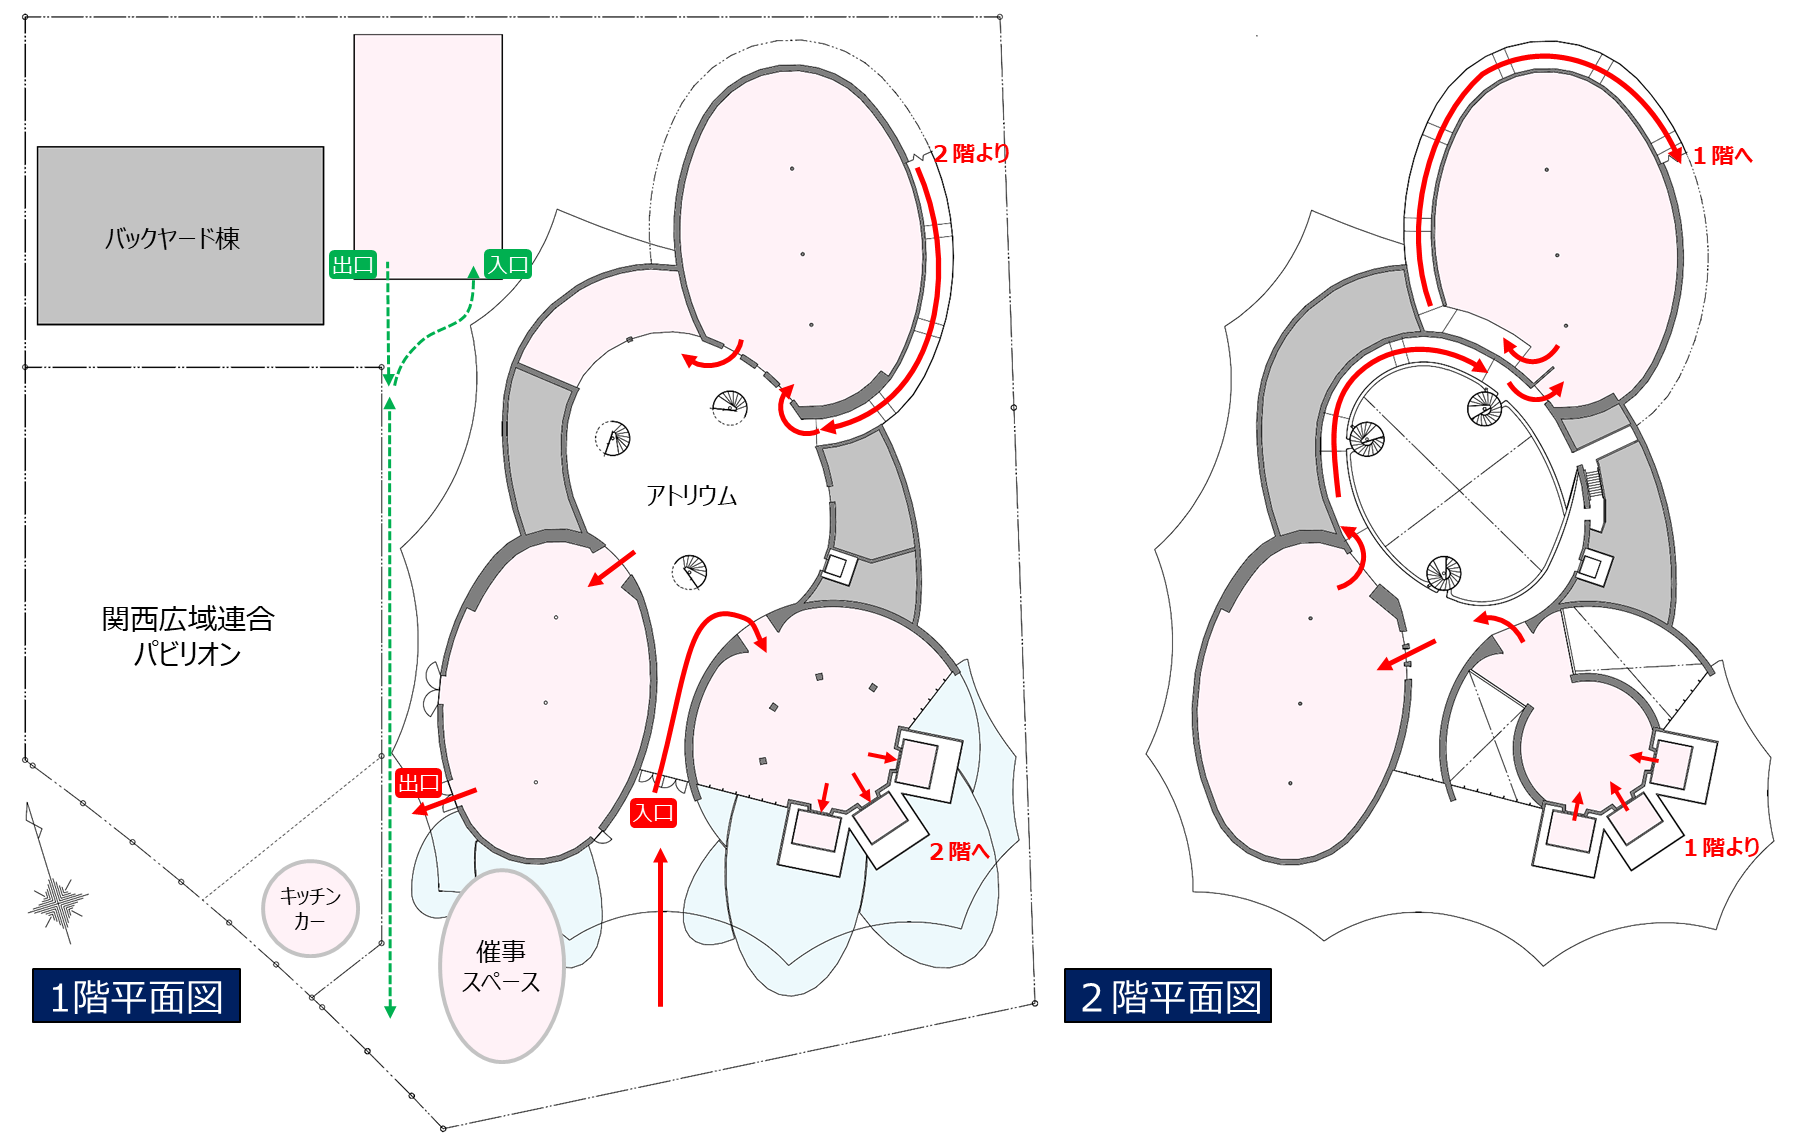 ２階より
１階へ
バックヤード棟
出口
入口
アトリウム
関西広域連合
パビリオン
出口
入口
２階へ
１階より
キッチン
カー
催事
スペース
1階平面図
２階平面図